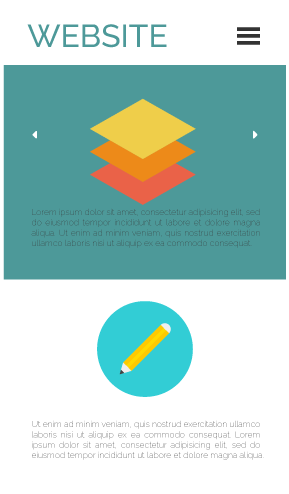 WEBSITE
Lorem ipsum dolor sit amet, consectetur adipisicing elit, sed
do eiusmod tempor incididunt ut labore et dolore magna
aliqua. Ut enim ad minim veniam, quis nostrud exercitation
ullamco laboris nisi ut aliquip ex ea commodo consequat.
Ut enim ad minim veniam, quis nostrud exercitation ullamco
laboris nisi ut aliquip ex ea commodo consequat. Lorem
ipsum dolor sit amet, consectetur adipisicing elit, sed do
eiusmod tempor incididunt ut labore et dolore magna aliqua.